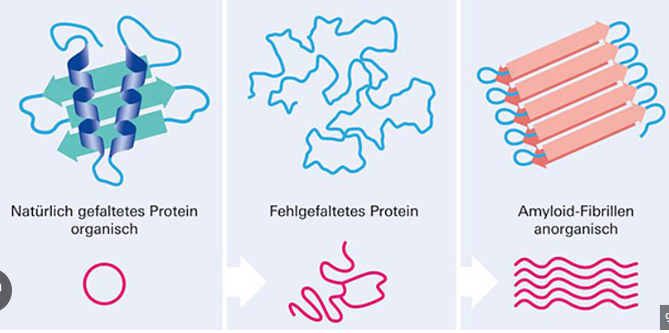 Natürlich gefaltetes Protein
organisch
Fehlgefaltetes Protein
Amyloid-Fibrillen
anorganisch